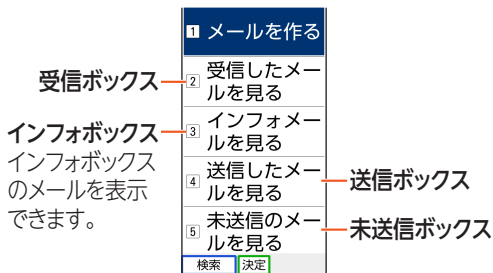 1 メールを作る
受信ボックス
2 受信したメー
ルを見る
インフォボックス
インフォボックス
のメールを表示
できます。
3 インフォメー
ルを見る
4 送信したメー
ルを見る
送信ボックス
5 未送信のメー
ルを見る
未送信ボックス
検索 決定